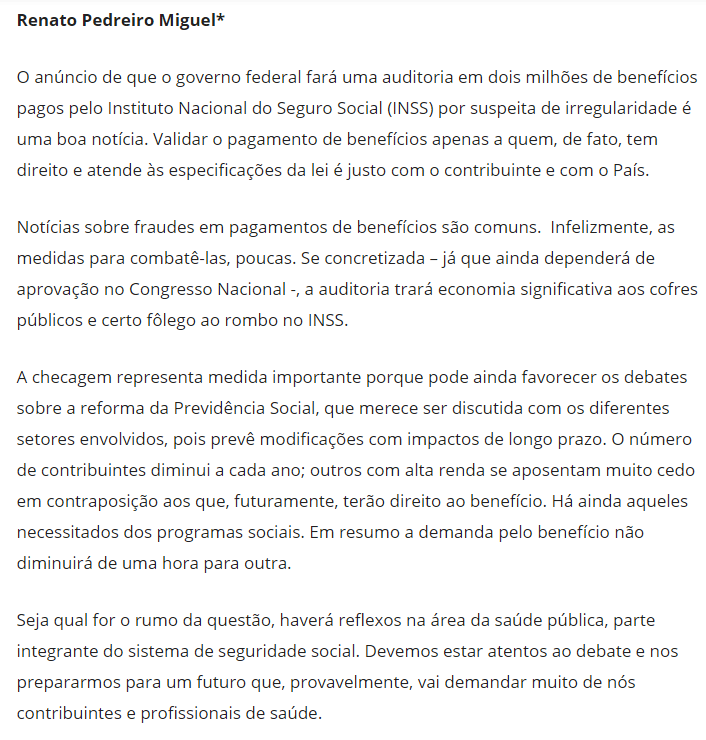 Renato Pedreiro Miguel*
O anúncio de que o governo federal fará uma auditoria em dois milhões de benefícios
pagos pelo Instituto Nacional do Seguro Social (INSS) por suspeita de irregularidade é
uma boa notícia. Validar o pagamento de benefícios apenas a quem, de fato, tem
direito e atende às especificações da lei é justo com o contribuinte e com o País.
Notícias sobre fraudes em pagamentos de benefícios são comuns.  Infelizmente, as
medidas para combatê-las, poucas. Se concretizada – já que ainda dependerá de
aprovação no Congresso Nacional -, a auditoria trará economia significativa aos cofres
públicos e certo fôlego ao rombo no INSS.
A checagem representa medida importante porque pode ainda favorecer os debates
sobre a reforma da Previdência Social, que merece ser discutida com os diferentes
setores envolvidos, pois prevê modificações com impactos de longo prazo. O número
de contribuintes diminui a cada ano; outros com alta renda se aposentam muito cedo
em contraposição aos que, futuramente, terão direito ao benefício. Há ainda aqueles
necessitados dos programas sociais. Em resumo a demanda pelo benefício não
diminuirá de uma hora para outra.
Seja qual for o rumo da questão, haverá reflexos na área da saúde pública, parte
integrante do sistema de seguridade social. Devemos estar atentos ao debate e nos
prepararmos para um futuro que, provavelmente, vai demandar muito de nós
contribuintes e profissionais de saúde.